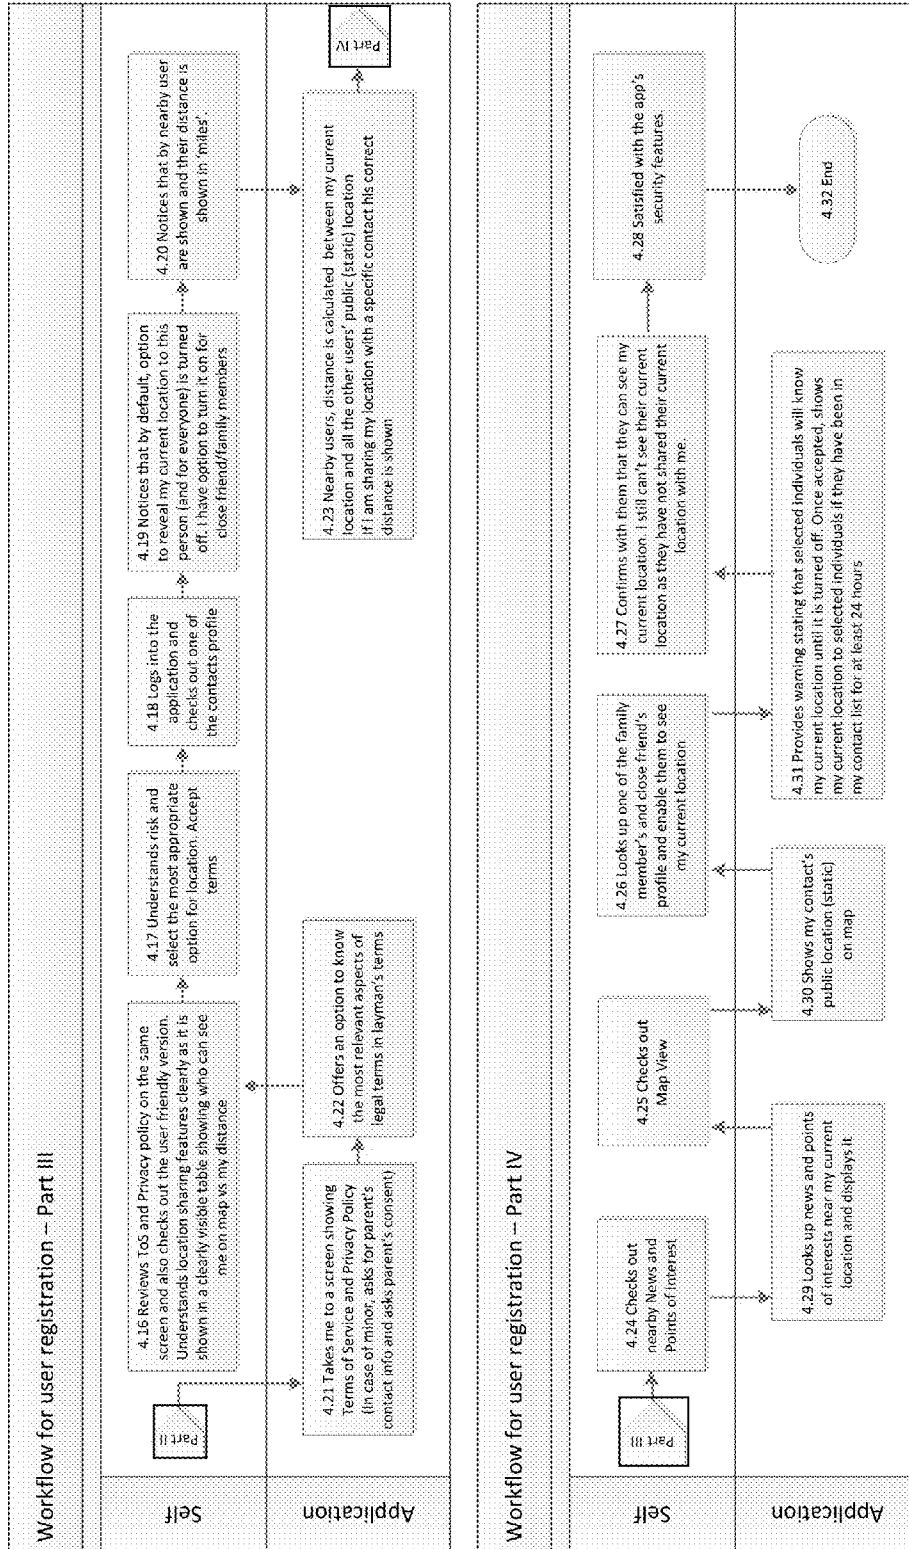 Workflow for user registration – Part III
Self
Part II
4.16 Reviews ToS and Privacy policy on the same
screen and also checks out the user friendly version.
Understands location sharing features clearly as it is
shown in a clearly visible table showing who can see
me on map vs my distance
4.17 Understands risk and
select the most appropriate
option for location. Accept
terms
4.18 Logs into the
application and
checks out one of
the contacts profile
4.19 Notices that by default, option
to reveal my current location to this
person (and for everyone) is turned
off. I have option to turn it on for
close friend/family members
4.20 Notices that by nearby user
are shown and their distance is
shown in 'miles'.
Application
4.21 Takes me to a screen showing
Terms of Service and Privacy Policy
(In case of minor, asks for parent's
contact info and asks parent's consent)
4.22 Offers an option to know
the most relevant aspects of
legal terms in layman's terms
4.23 Nearby users, distance is calculated between my current
location and all the other users' public (static) location
If I am sharing my location with a specific contact his correct
distance is shown
Part IV
Workflow for user registration – Part IV
Self
Part III
4.24 Checks out
nearby News and
Points of Interest
4.25 Checks out
Map View
4.26 Looks up one of the family
member's and close friend's
profile and enable them to see
my current location
4.27 Confirms with them that they can see my
current location. I still can't see their current
location as they have not shared their current
location with me.
4.28 Satisfied with the app's
security features.
Application
4.29 Looks up news and points
of interests near my current
location and displays it.
4.30 Shows my contact's
public location (static)
on map
4.31 Provides warning stating that selected individuals will know
my current location until it is turned off. Once accepted, shows
my current location to selected individuals if they have been in
my contact list for at least 24 hours
4.32 End